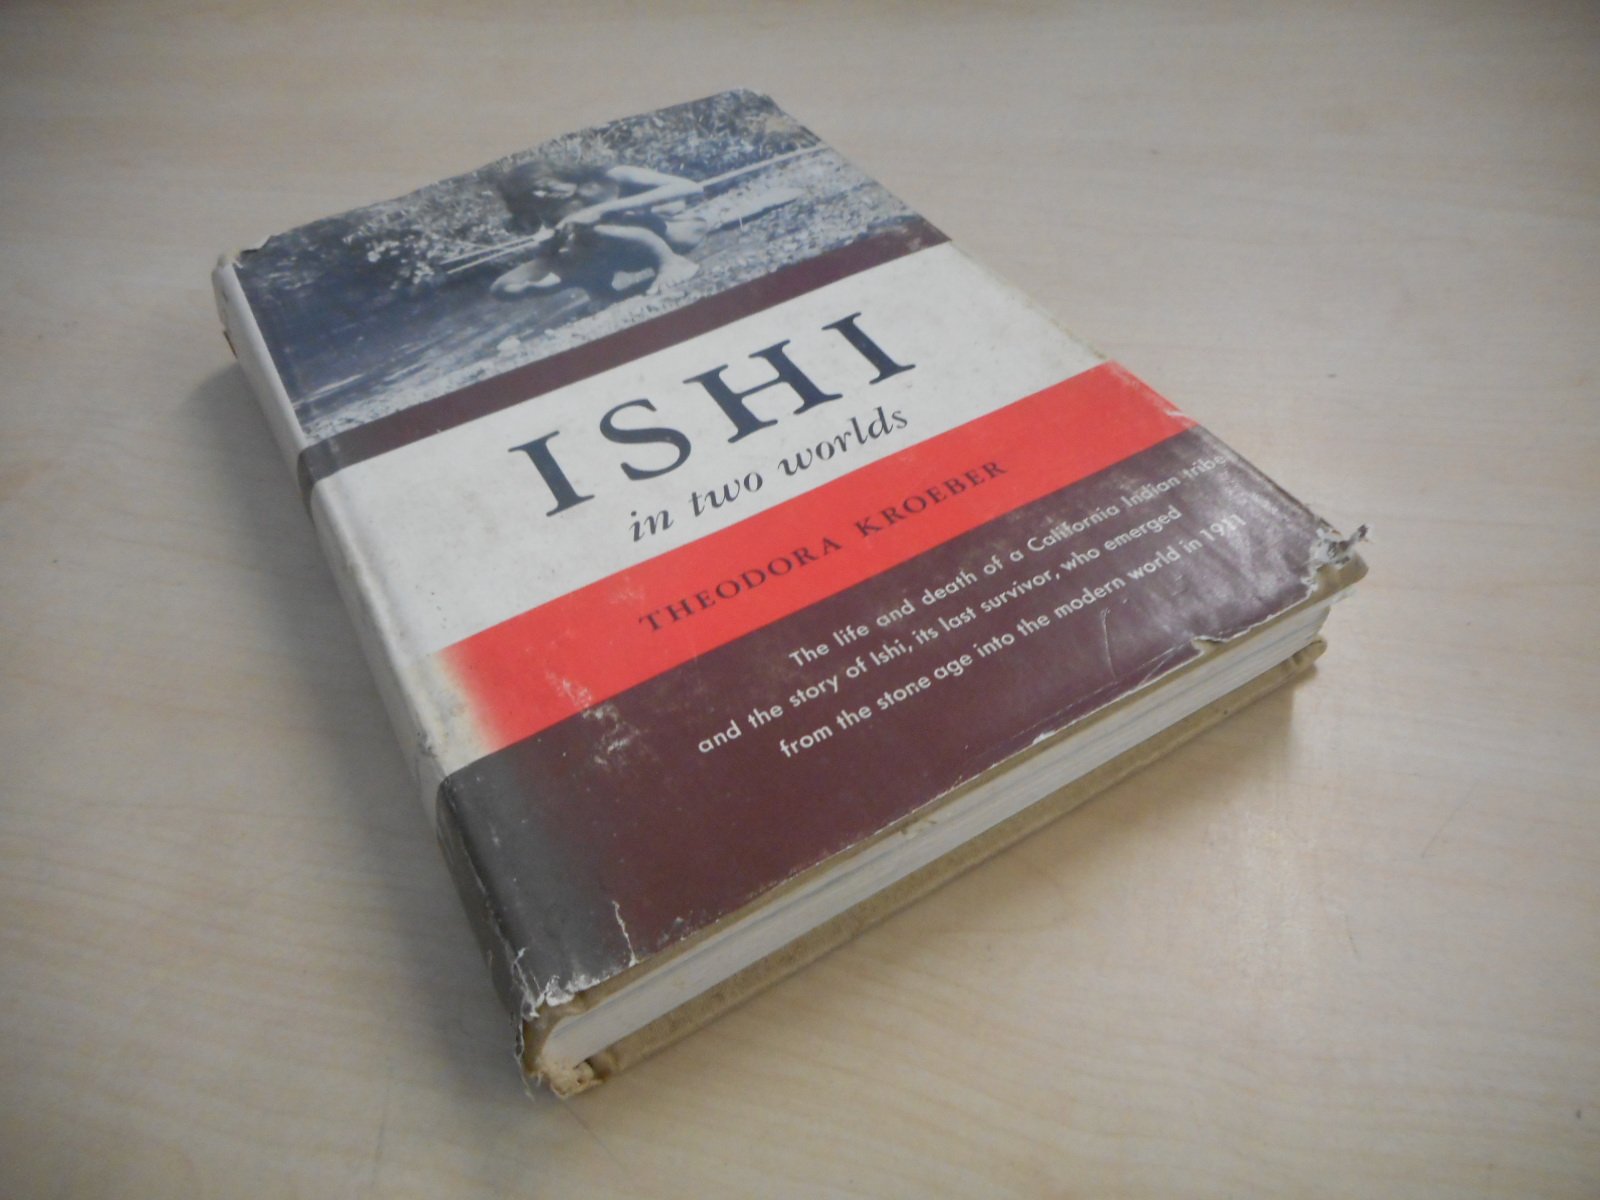 ISHI
in two worlds
THEODORA KROEBER
The life and death of a California Indian tribe
and the story of Ishi, its last survivor, who emerged
from the stone age into the modern world in 1911